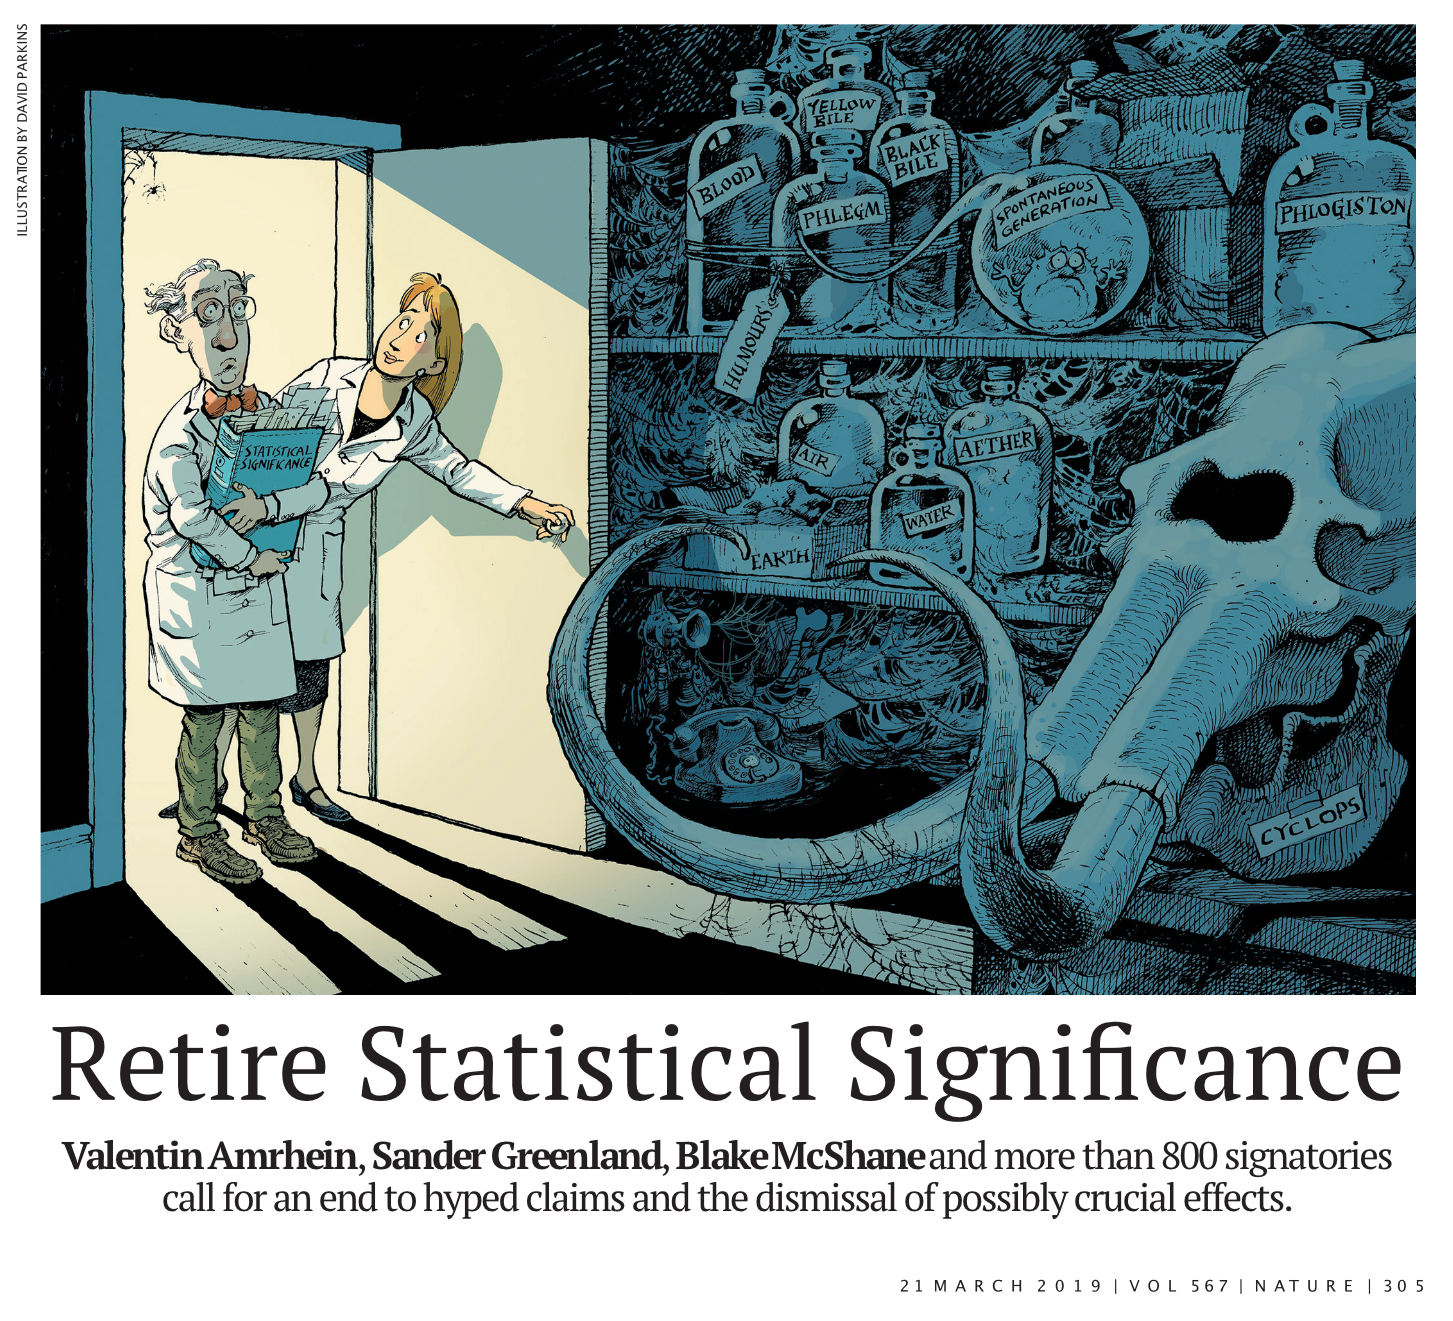 ILLUSTRATION BY DAVID PARKINS
YELLOW
BILE
BLOOD
BLACK
BILE
PHLEGM
HUMOURS
SPONTANEOUS
GENERATION
PHLOGISTON
STATISTICAL
SIGNIFICANCE
AIR
AETHER
WATER
EARTH
FIRE
CYCLOPS
Retire Statistical Significance
Valentin Amrhein, Sander Greenland, Blake McShane and more than 800 signatories
call for an end to hyped claims and the dismissal of possibly crucial effects.
21 MARCH 2019 | VOL 567 | NATURE | 305